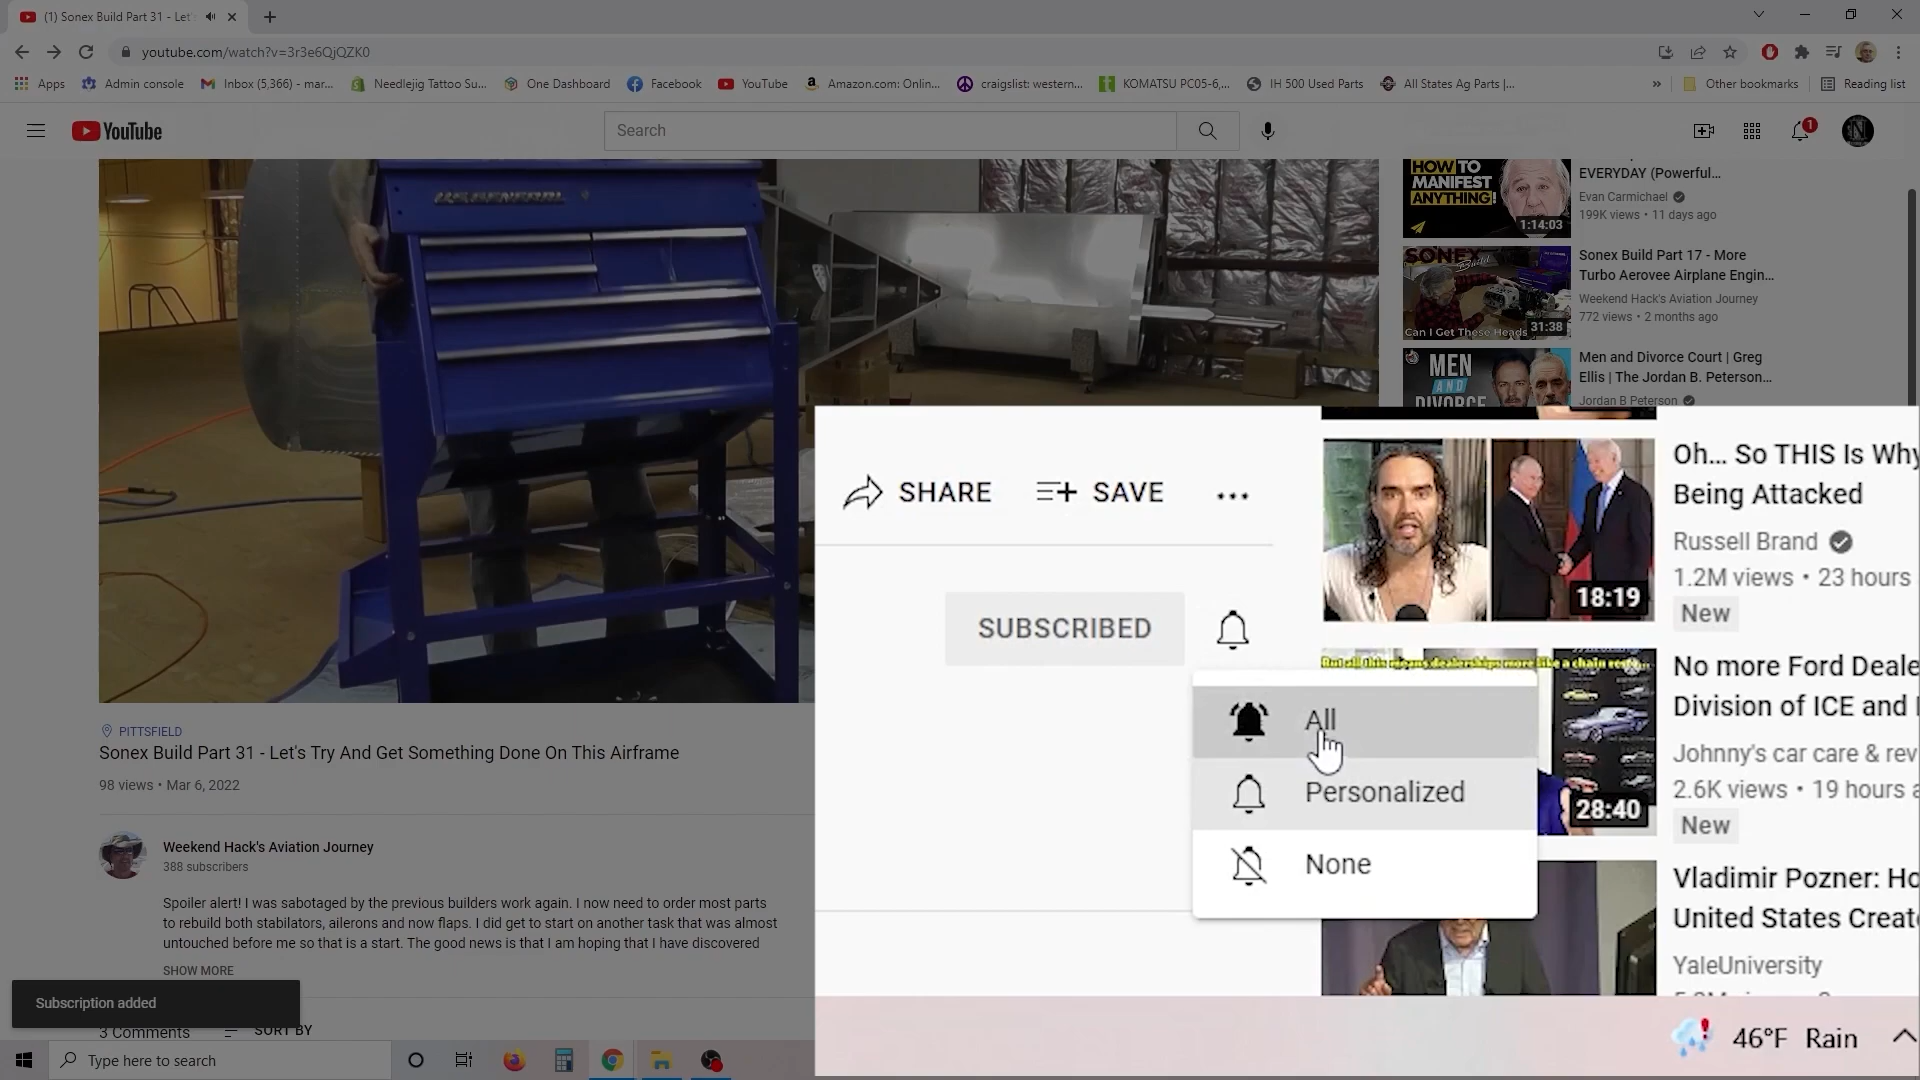 (1) Sonex Build Part 31 - Let'
youtube.com/watch?v=3r3e6QjQZK0
Apps
Admin console
Inbox (5,366) - mar...
Needlejig Tattoo Su...
One Dashboard
Facebook
YouTube
Amazon.com: Onlin...
craigslist: western...
KOMATSU PC05-6,...
IH 500 Used Parts
All States Ag Parts |...
»
Other bookmarks
Reading list
YouTube
Search
1
N
U.S.GENERAL
HOW TO
MANIFEST
ANYTHING!
1:14:03
EVERYDAY (Powerful...
Evan Carmichael
199K views • 11 days ago
SONEX
Build
Can I Get These Heads
31:38
Sonex Build Part 17 - More
Turbo Aerovee Airplane Engin...
Weekend Hack's Aviation Journey
772 views • 2 months ago
MEN
AND
DIVORCE
Men and Divorce Court | Greg
Ellis | The Jordan B. Peterson...
Jordan B Peterson
SHARE
SAVE
...
SUBSCRIBED
All
Personalized
None
18:19
Oh... So THIS Is Why
Being Attacked
Russell Brand
1.2M views • 23 hours
New
But all this means dealerships more like a chain
28:40
No more Ford Deale
Division of ICE and
Johnny's car care & rev
2.6K views • 19 hours a
New
Vladimir Pozner: Ho
United States Creat
YaleUniversity
PITTSFIELD
Sonex Build Part 31 - Let's Try And Get Something Done On This Airframe
98 views • Mar 6, 2022
Weekend Hack's Aviation Journey
388 subscribers
Spoiler alert! I was sabotaged by the previous builders work again. I now need to order most parts
to rebuild both stabilators, ailerons and now flaps. I did get to start on another task that was almost
untouched before me so that is a start. The good news is that I am hoping that I have discovered
SHOW MORE
Subscription added
3 Comments
SORT BY
Type here to search
46°F Rain